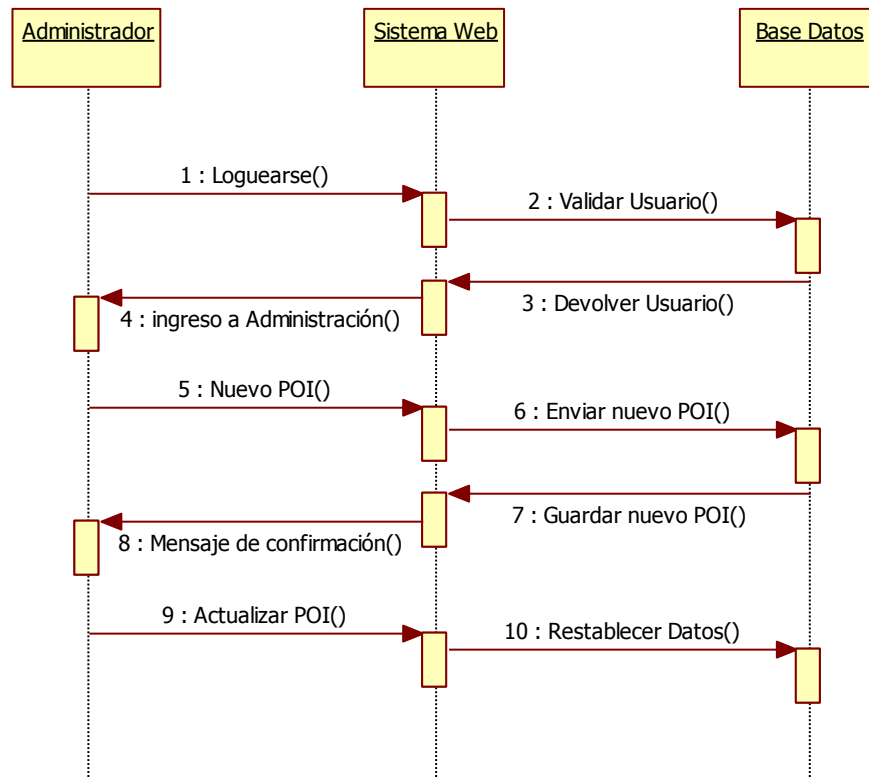 Administrador
Sistema Web
Base Datos
1 : Loguearse()
2 : Validar Usuario()
3 : Devolver Usuario()
4 : ingreso a Administración()
5 : Nuevo POI()
6 : Enviar nuevo POI()
7 : Guardar nuevo POI()
8 : Mensaje de confirmación()
9 : Actualizar POI()
10 : Restablecer Datos()